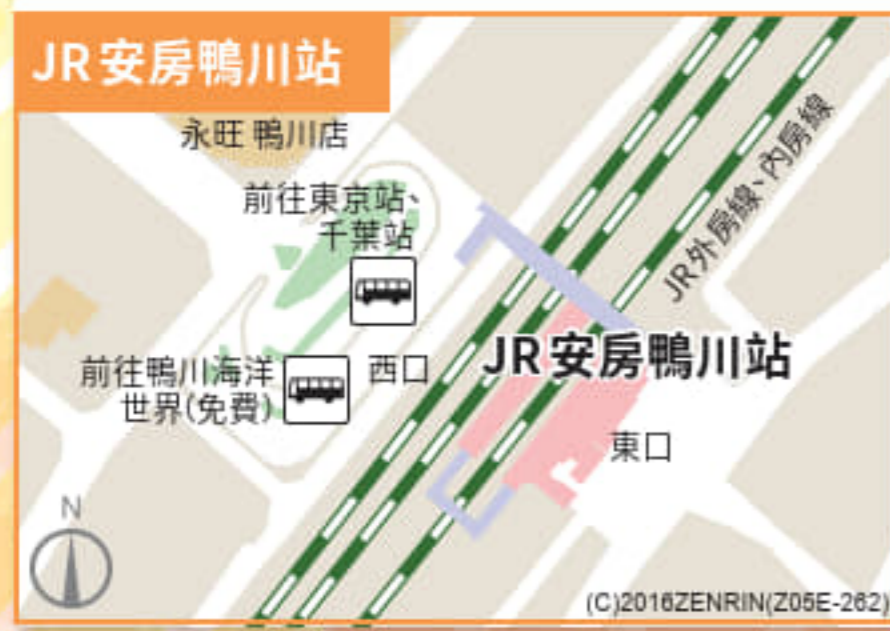 JR安房鴨川站
永旺 鴨川店
前往東京站、
千葉站
JR外房線、內房線
JR安房鴨川站
西口
前往鴨川海洋
世界(免費)
東口
N
(C)2016ZENRIN(Z05E-262)